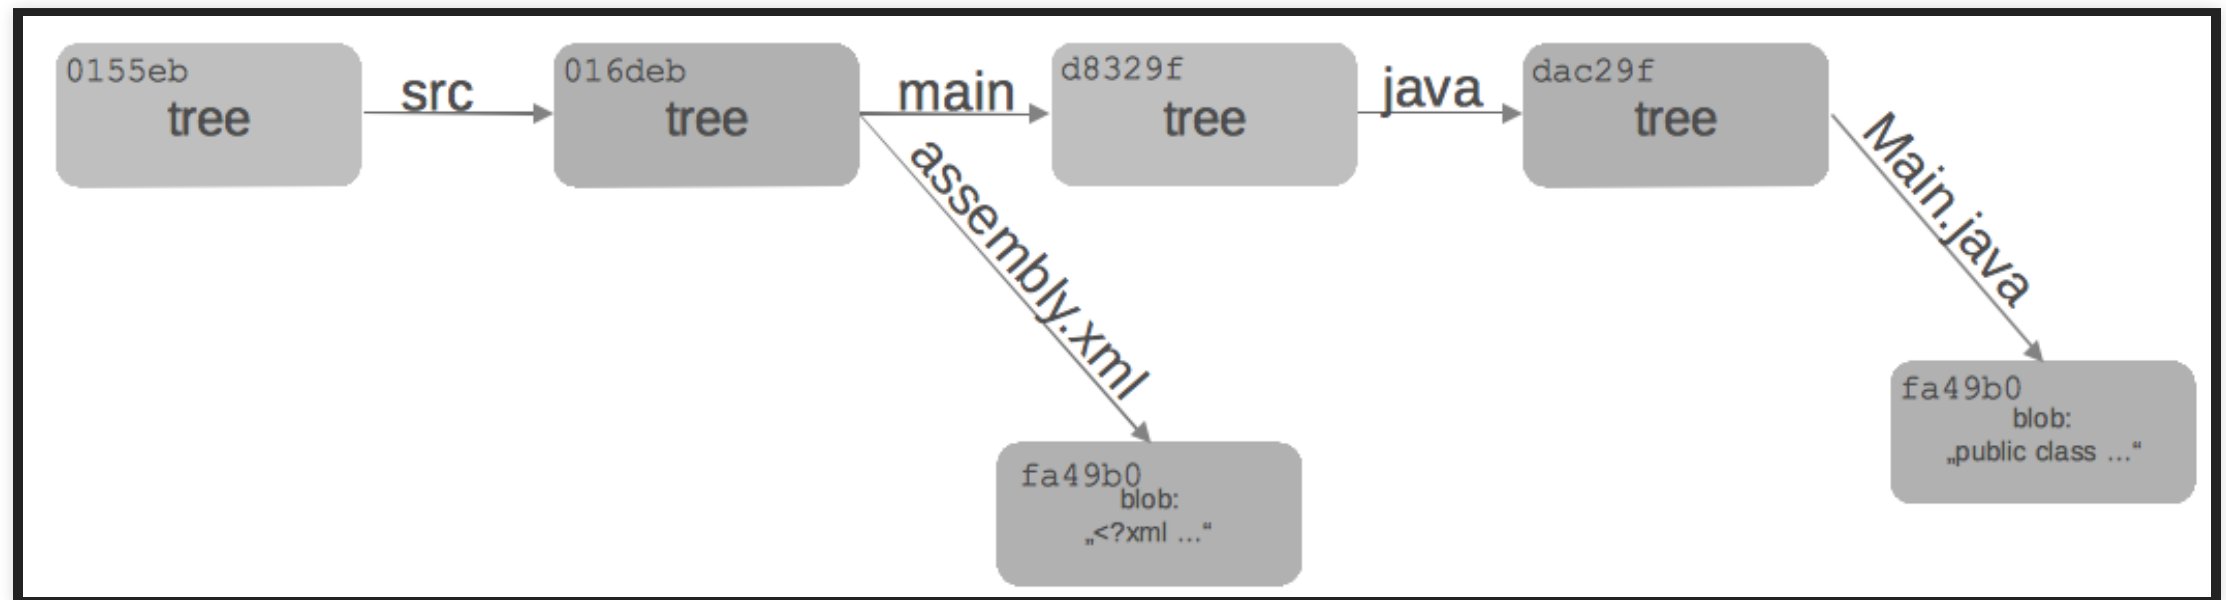 0155eb
tree
src
016deb
tree
main
d8329f
tree
java
dac29f
tree
assembly.xml
Main.java
fa49b0
blob:
„<?xml ...“
fa49b0
blob:
„public class ...“